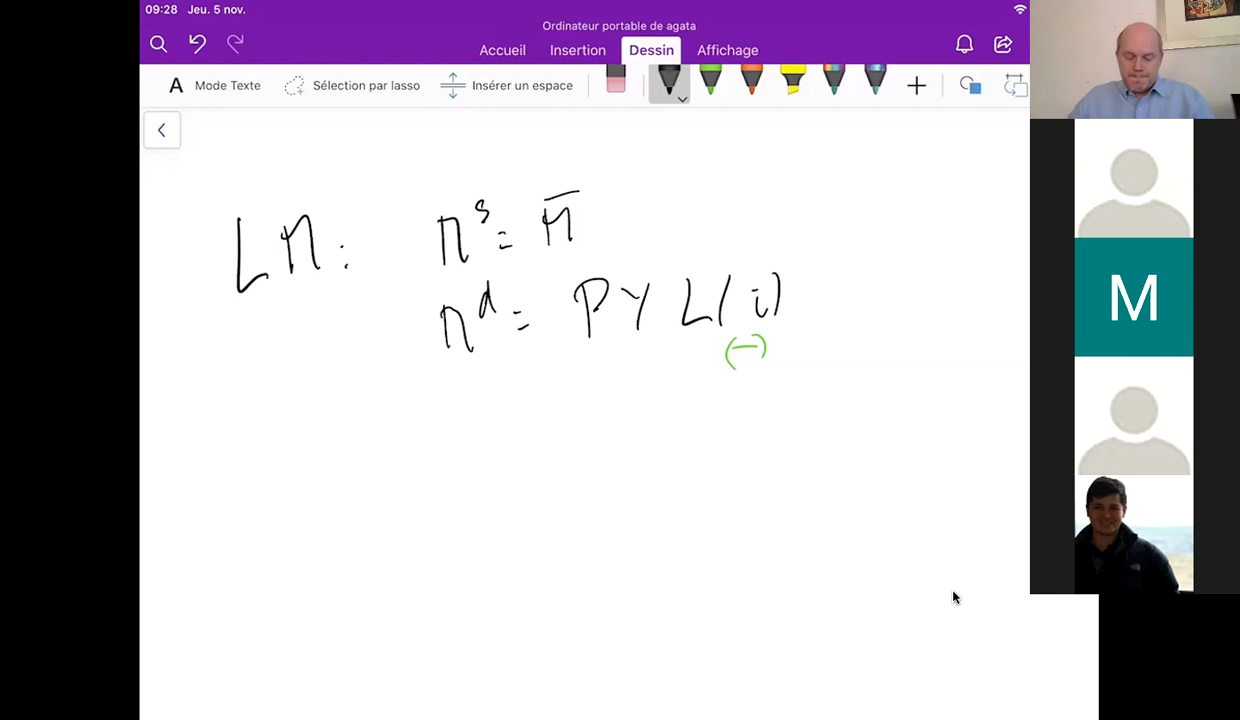 09:28 Jeu. 5 nov.
Ordinateur portable de agata
Accueil Insertion Dessin Affichage
A Mode Texte Sélection par lasso Insérer un espace
LM: M^s = M̅
M^d = PY L(i)
(-)
M